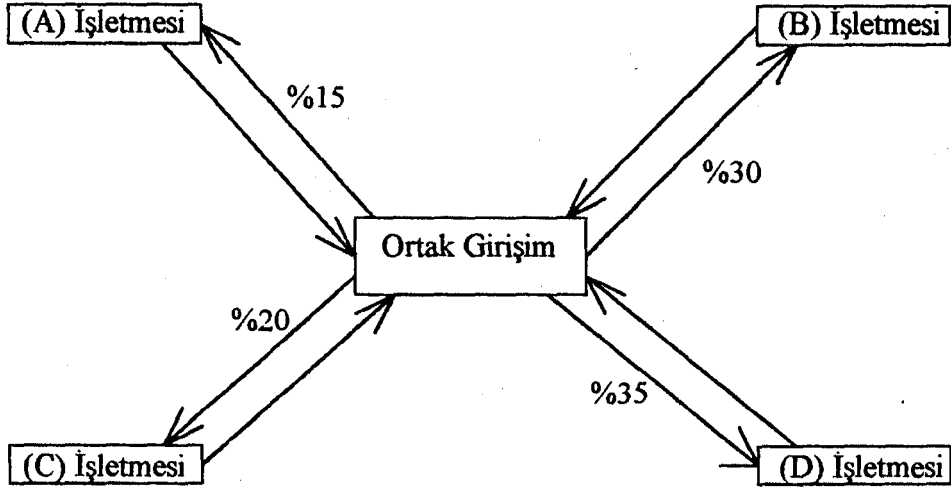 (A) İşletmesi
(B) İşletmesi
%15
%30
Ortak Girişim
%20
%35
(C) İşletmesi
(D) İşletmesi